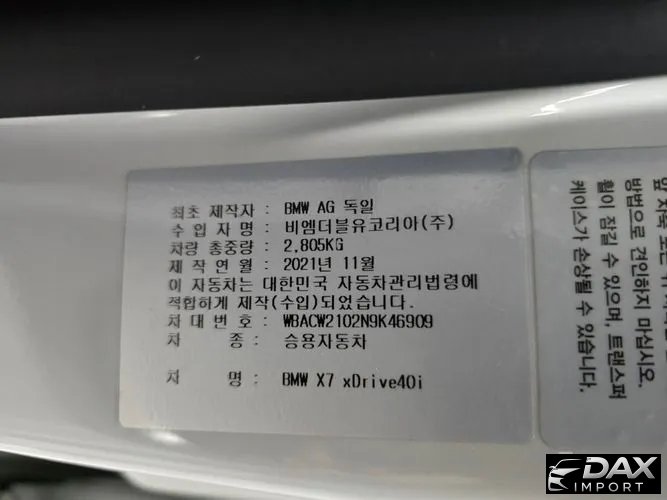 최초 제작자 : BMW AG 독일
수 입 자 명 : 비엠더블유코리아(주)
차량 총중량 : 2,805KG
제 작 연 월 : 2021년 11월
이 자동차는 대한민국 자동차관리법령에
적합하게 제작(수입)되었습니다.
차 대 번 호 : WBACW2102N9K46909
차 종 : 승용자동차
차 명 : BMW X7 xDrive40i
방법으로 견인하지 마십시오.
휠이 잠길 수 있으며, 트랜스퍼
케이스가 손상될 수 있습니다.
DAX
IMPORT